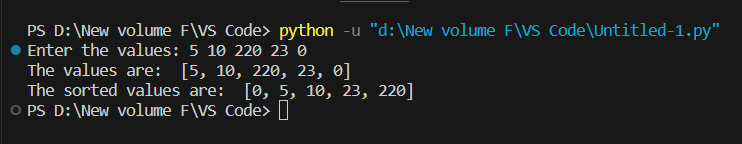 PS D:\New volume F\VS Code> python -u "d:\New volume F\VS Code\Untitled-1.py"
Enter the values: 5 10 220 23 0
The values are:  [5, 10, 220, 23, 0]
The sorted values are:  [0, 5, 10, 23, 220]
PS D:\New volume F\VS Code>